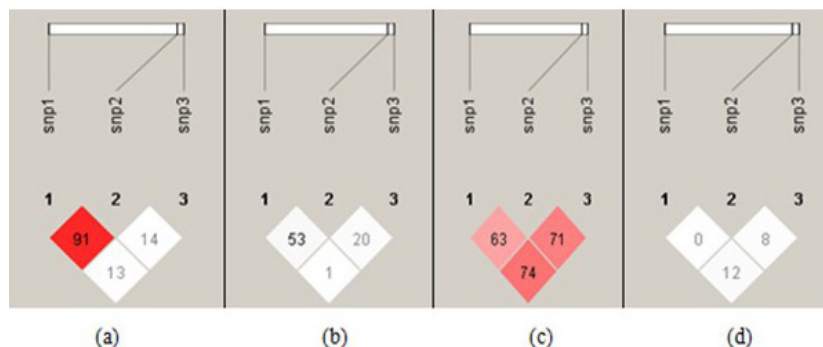 snp1 snp2 snp3 snp1 snp2 snp3 snp1 snp2 snp3 snp1 snp2 snp3
1 2 3 1 2 3 1 2 3 1 2 3
91 14 53 20 63 71 0 8
13 1 74 12
(a) (b) (c) (d)